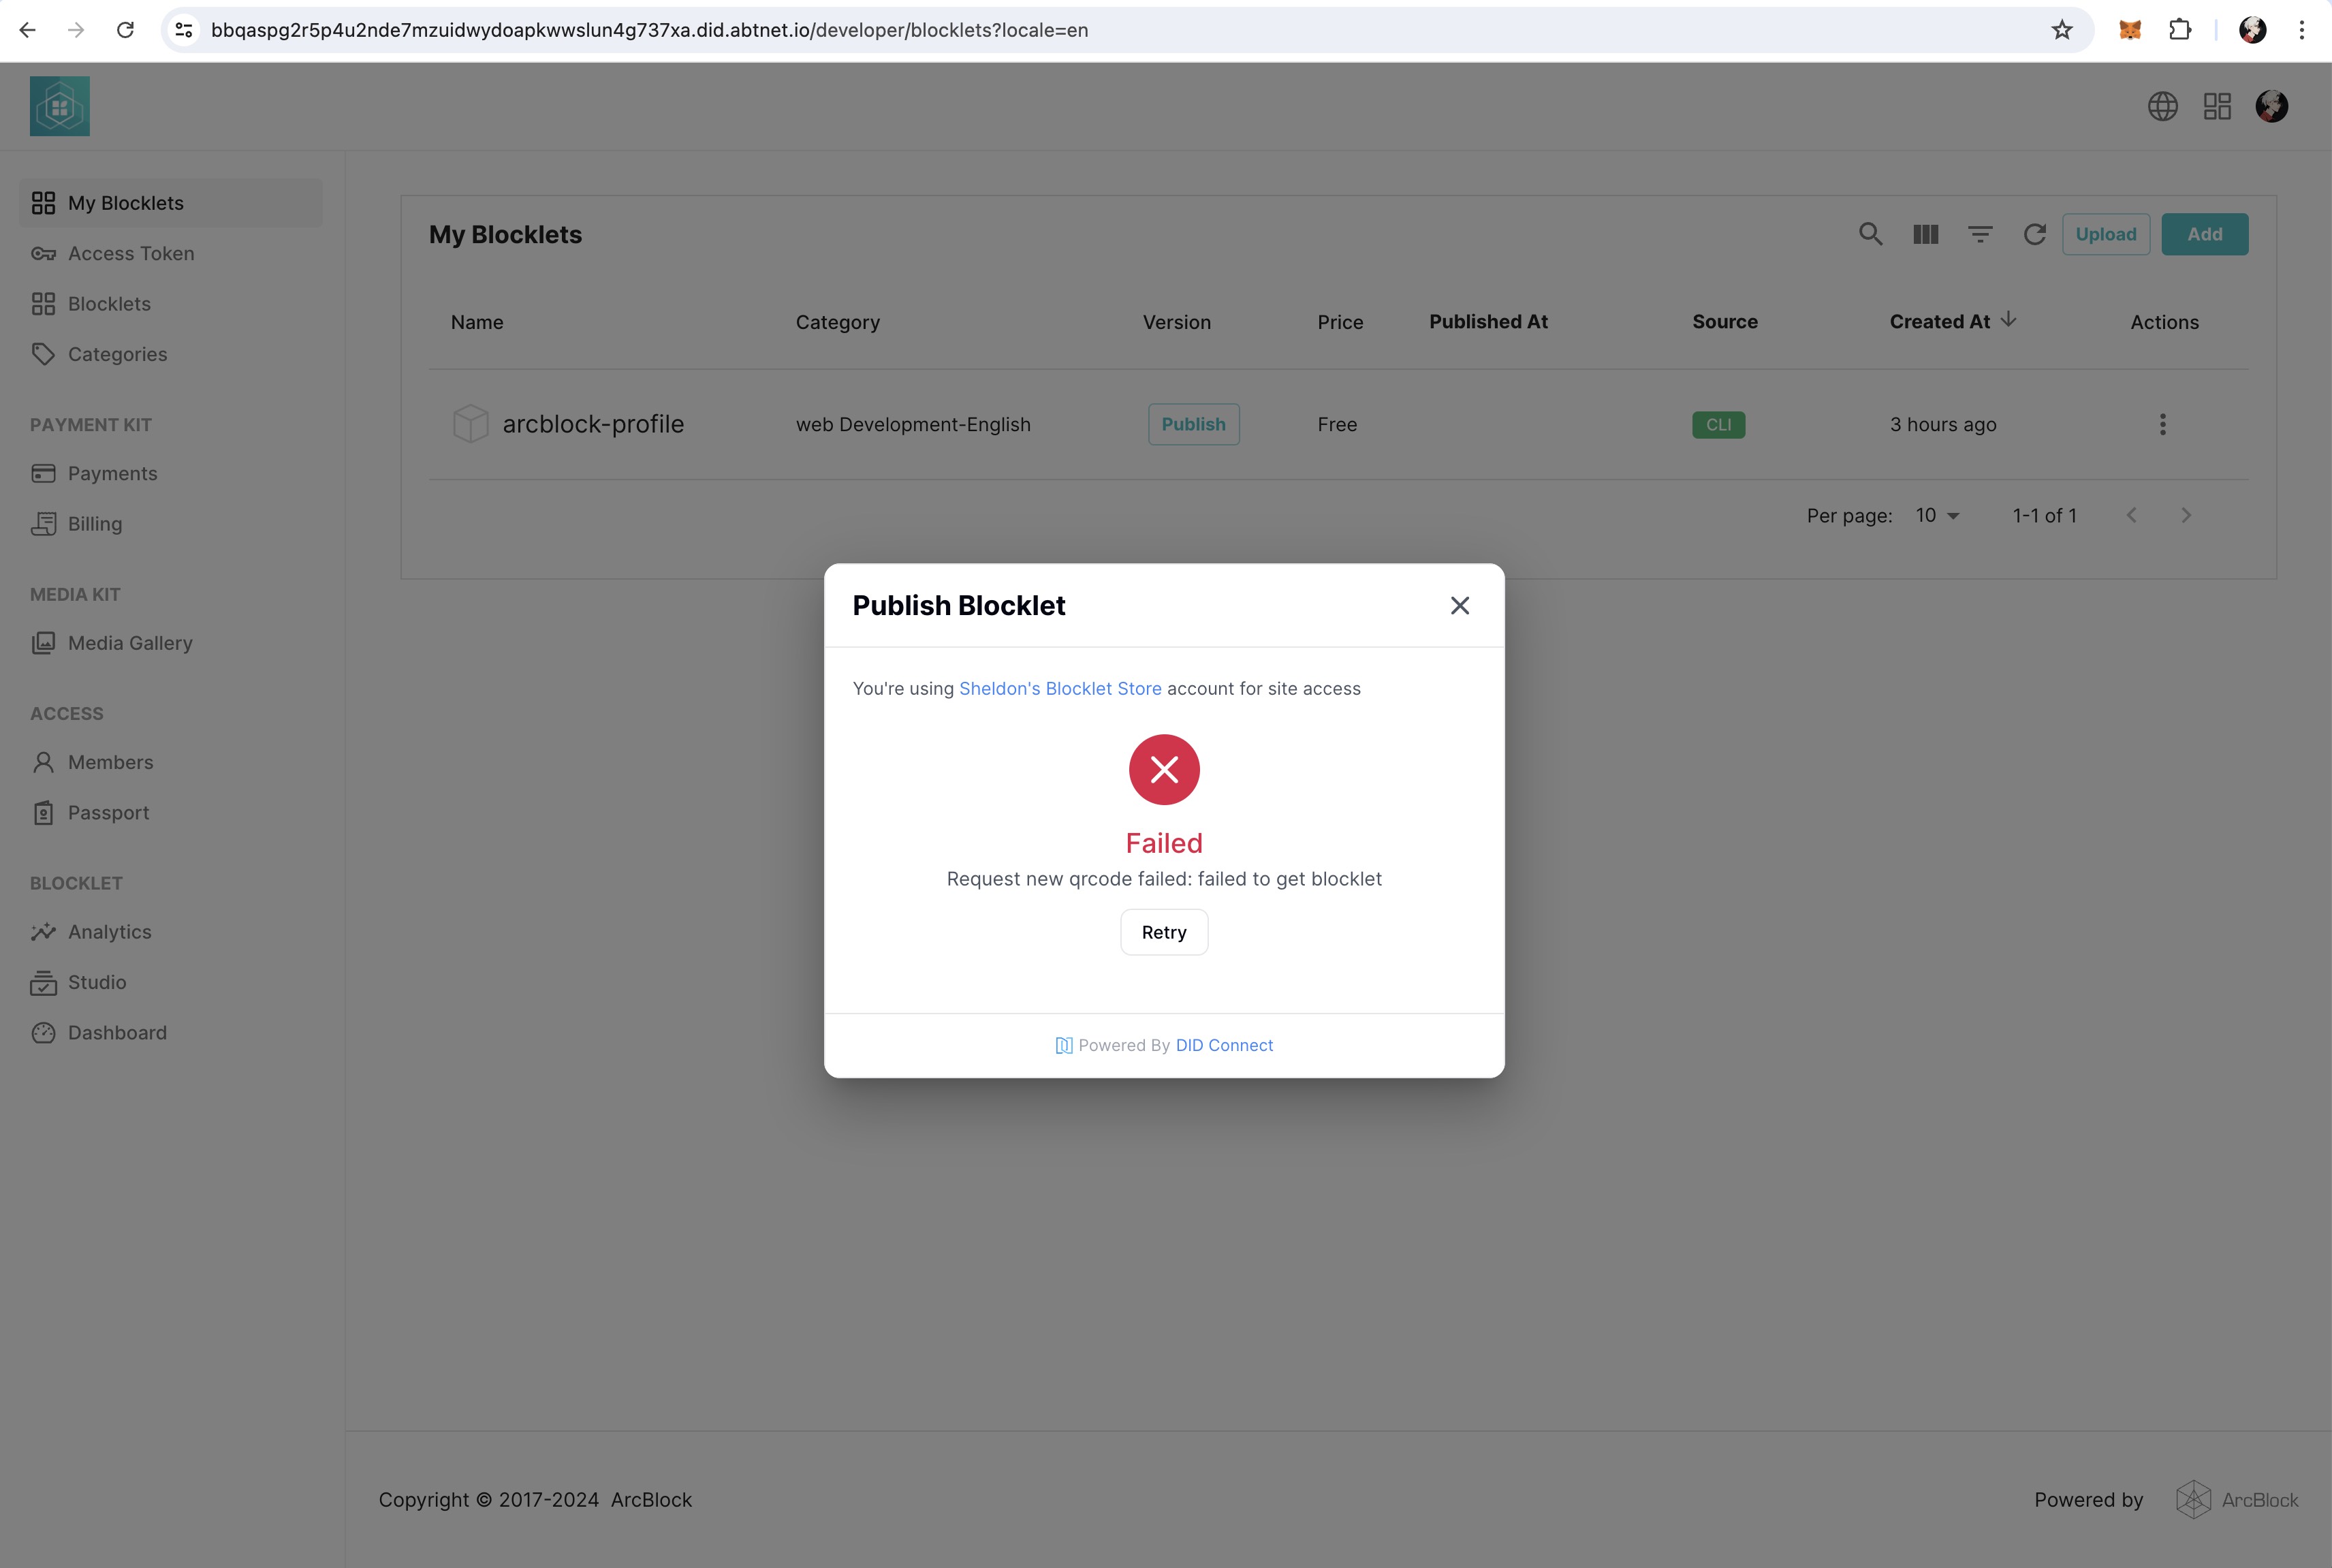 bbqaspg2r5p4u2nde7mzuidwydoapkwwslun4g737xa.did.abtnet.io/developer/blocklets?locale=en
My Blocklets
Access Token
Blocklets
Categories
PAYMENT KIT
Payments
Billing
MEDIA KIT
Media Gallery
ACCESS
Members
Passport
BLOCKLET
Analytics
Studio
Dashboard
My Blocklets
Upload
Add
Name Category Version Price Published At Source Created At Actions
arcblock-profile web Development-English Publish Free CLI 3 hours ago
Per page: 10 1-1 of 1
Publish Blocklet
You're using Sheldon's Blocklet Store account for site access
Failed
Request new qrcode failed: failed to get blocklet
Retry
Powered By DID Connect
Copyright © 2017-2024 ArcBlock
Powered by ArcBlock